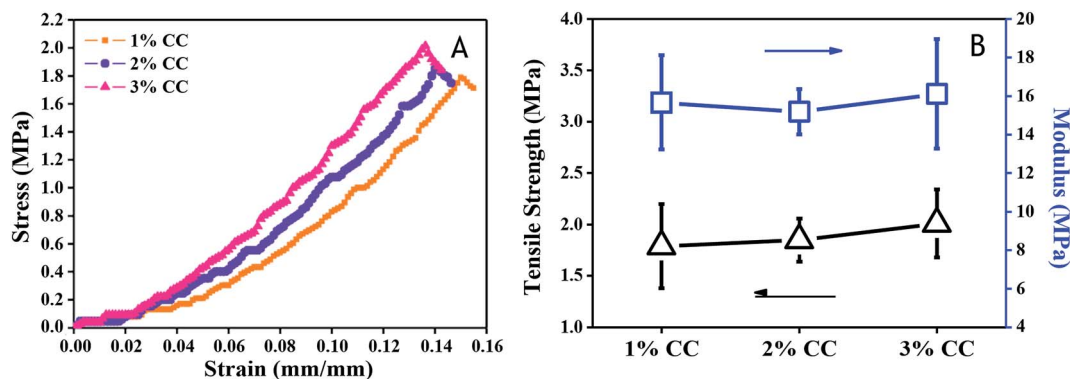 A
1% CC
2% CC
3% CC
Stress (MPa)
2.2
2.0
1.8
1.6
1.4
1.2
1.0
0.8
0.6
0.4
0.2
0.0
0.00 0.02 0.04 0.06 0.08 0.10 0.12 0.14 0.16
Strain (mm/mm)
B
Tensile Strength (MPa)
4.0
3.5
3.0
2.5
2.0
1.5
1.0
1% CC 2% CC 3% CC
20
18
16
14
12
10
8
6
4
Modulus (MPa)